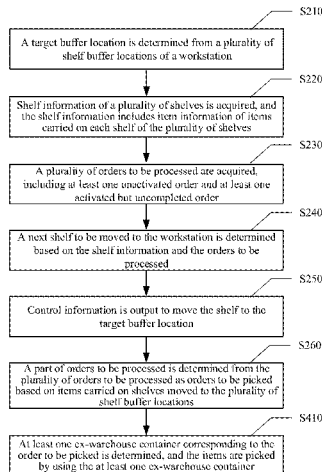 S210
A target buffer location is determined from a plurality of
shelf buffer locations of a workstation
S220
Shelf information of a plurality of shelves is acquired, and
the shelf information includes item information of items
carried on each shelf of the plurality of shelves
S230
A plurality of orders to be processed are acquired,
including at least one unactivated order and at least one
activated but uncompleted order
S240
A next shelf to be moved to the workstation is determined
based on the shelf information and the orders to be
processed
S250
Control information is output to move the shelf to the
target buffer location
S260
A part of orders to be processed is determined from the
plurality of orders to be processed as orders to be picked
based on items carried on shelves moved to the plurality of
shelf buffer locations
S410
At least one ex-warehouse container corresponding to the
order to be picked is determined, and the items are picked
by using the at least one ex-warehouse container